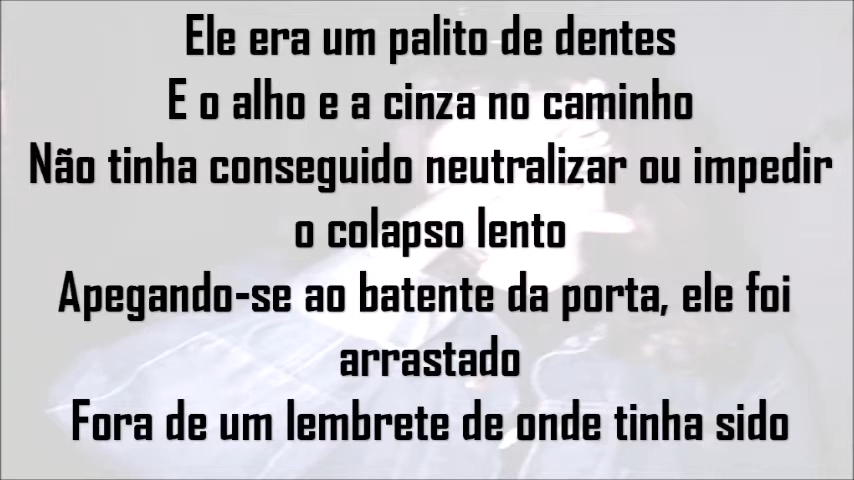 Ele era um palito de dentes
E o alho e a cinza no caminho
Não tinha conseguido neutralizar ou impedir
o colapso lento
Apegando-se ao batente da porta, ele foi
arrastado
Fora de um lembrete de onde tinha sido